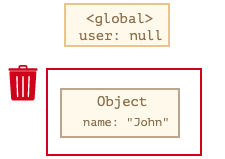 <global>
user: null
Object
name: "John"